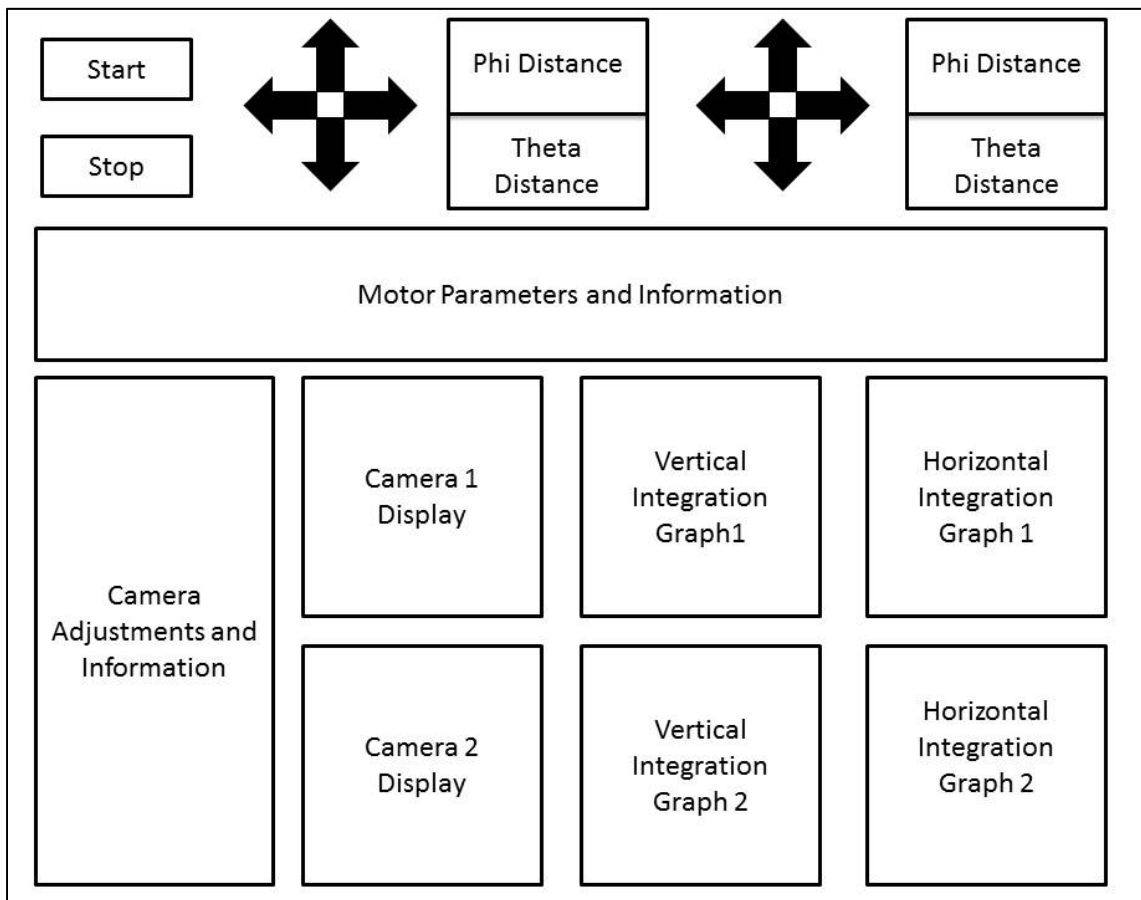 Start
Stop
Phi Distance
Theta
Distance
Phi Distance
Theta
Distance
Motor Parameters and Information
Camera
Adjustments and
Information
Camera 1
Display
Vertical
Integration
Graph1
Horizontal
Integration
Graph 1
Camera 2
Display
Vertical
Integration
Graph 2
Horizontal
Integration
Graph 2